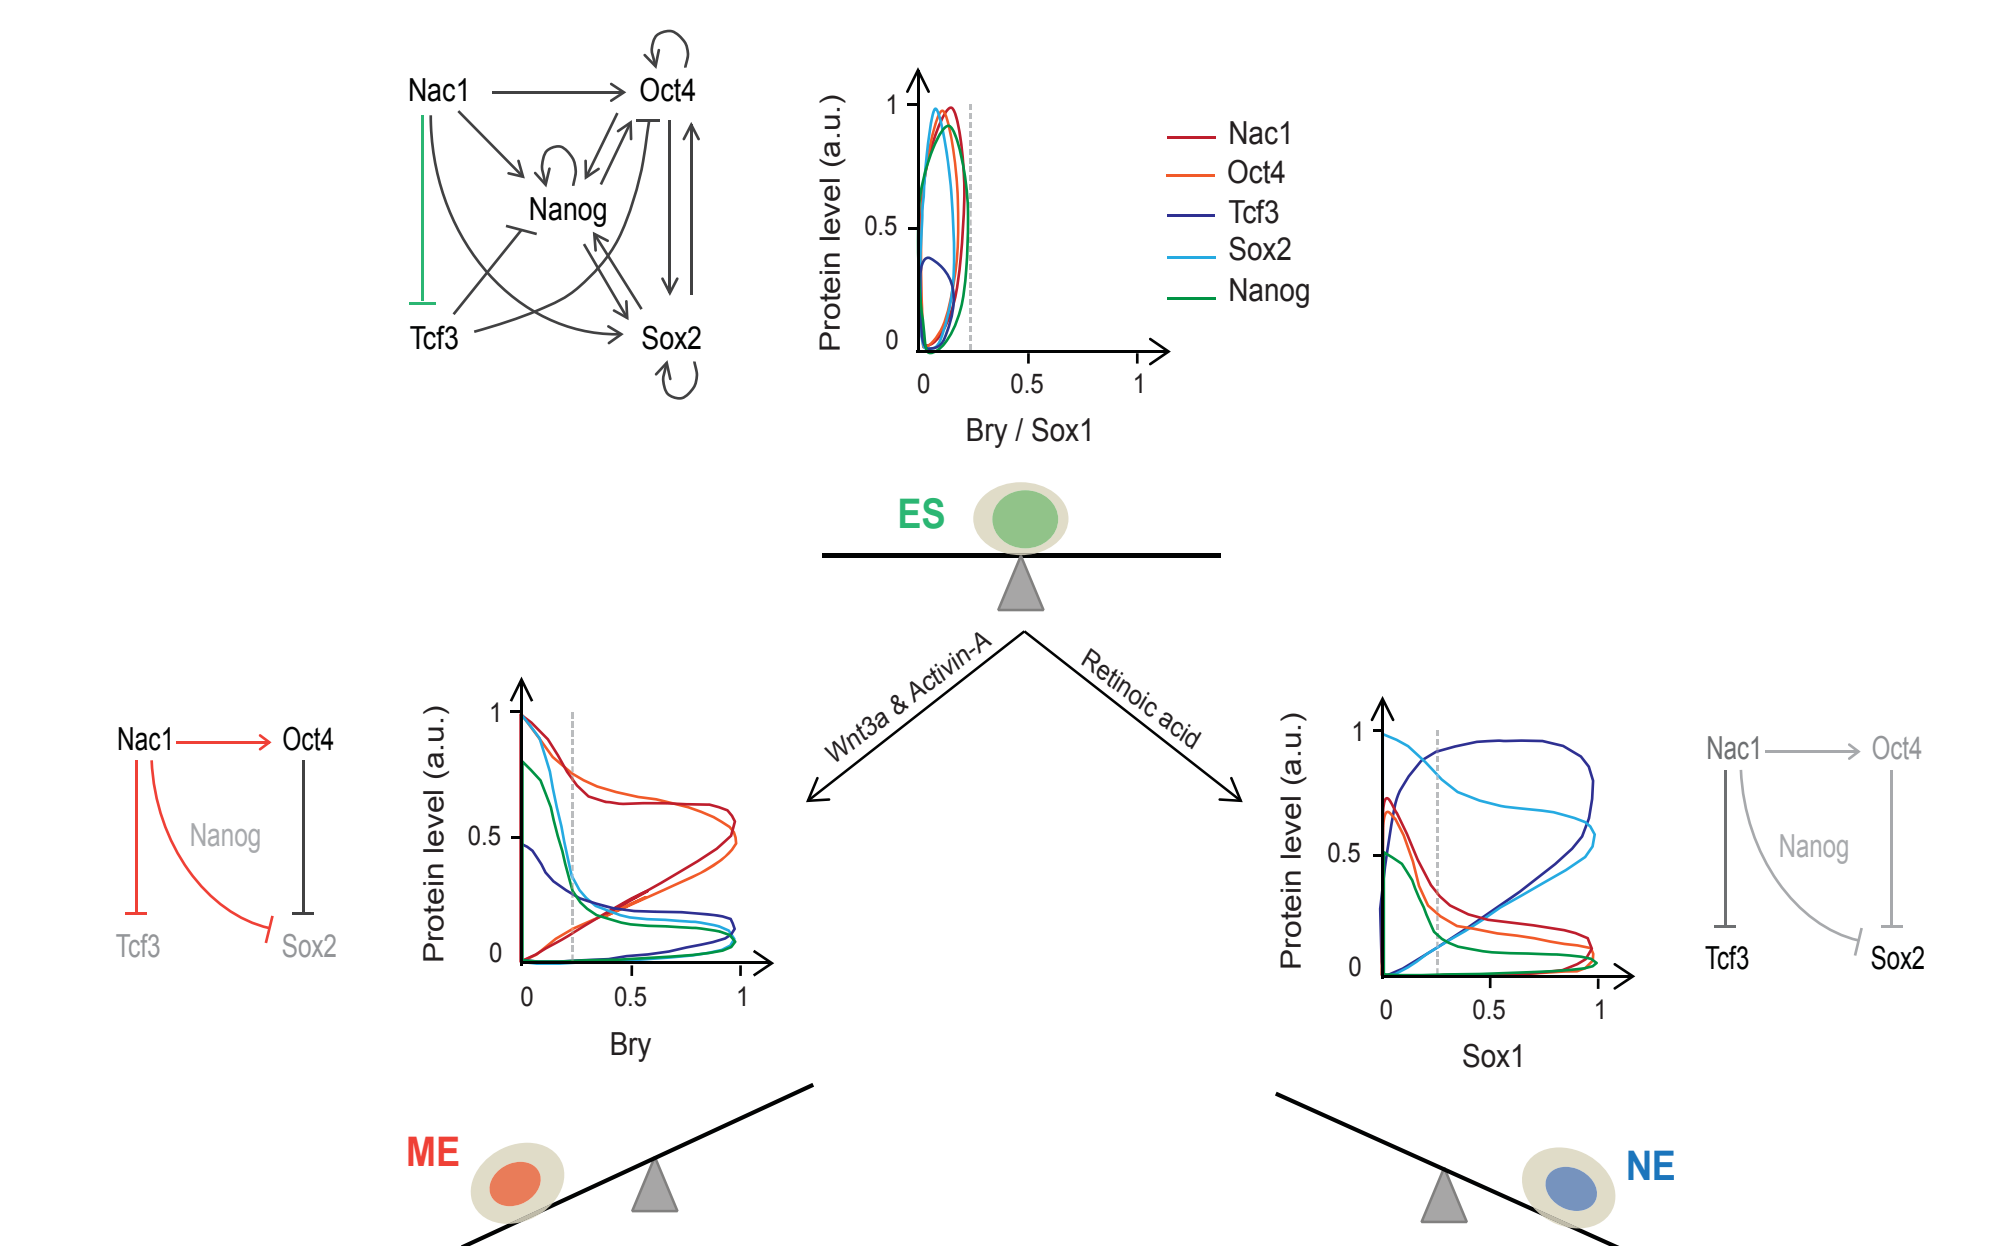 Nac1
Oct4
Nanog
Tcf3
Sox2
Protein level (a.u.)
1
0.5
0
0
0.5
1
Bry / Sox1
Nac1
Oct4
Tcf3
Sox2
Nanog
ES
Wnt3a & Activin-A
Retinoic acid
Nac1
Oct4
Nanog
Tcf3
Sox2
Protein level (a.u.)
1
0.5
0
0
0.5
1
Bry
ME
Protein level (a.u.)
1
0.5
0
0
0.5
1
Sox1
Nac1
Oct4
Nanog
Tcf3
Sox2
NE